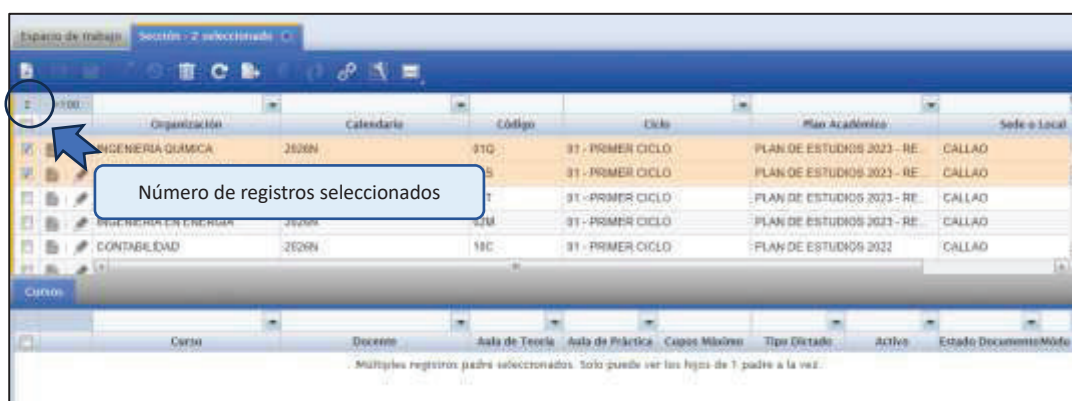 Espacio de trabajo Sección - 2 seleccionado
2 >100
Organización Calendario Código Ciclo Plan Académico Sede o Local
INGENIERIA QUIMICA 2026N 01Q 01 - PRIMER CICLO PLAN DE ESTUDIOS 2023 - RE... CALLAO
01 - PRIMER CICLO PLAN DE ESTUDIOS 2023 - RE... CALLAO
Número de registros seleccionados
01 - PRIMER CICLO PLAN DE ESTUDIOS 2023 - RE... CALLAO
INGENIERIA EN ENERGIA 2026N 02M 01 - PRIMER CICLO PLAN DE ESTUDIOS 2023 - RE... CALLAO
CONTABILIDAD 2026N 10C 01 - PRIMER CICLO PLAN DE ESTUDIOS 2022 CALLAO
Cursos
Curso Docente Aula de Teoría Aula de Práctica Cupos Máximo Tipo Dictado Activo Estado Documento Módu
Múltiples registros padre seleccionados. Solo puede ver los hijos de 1 padre a la vez.